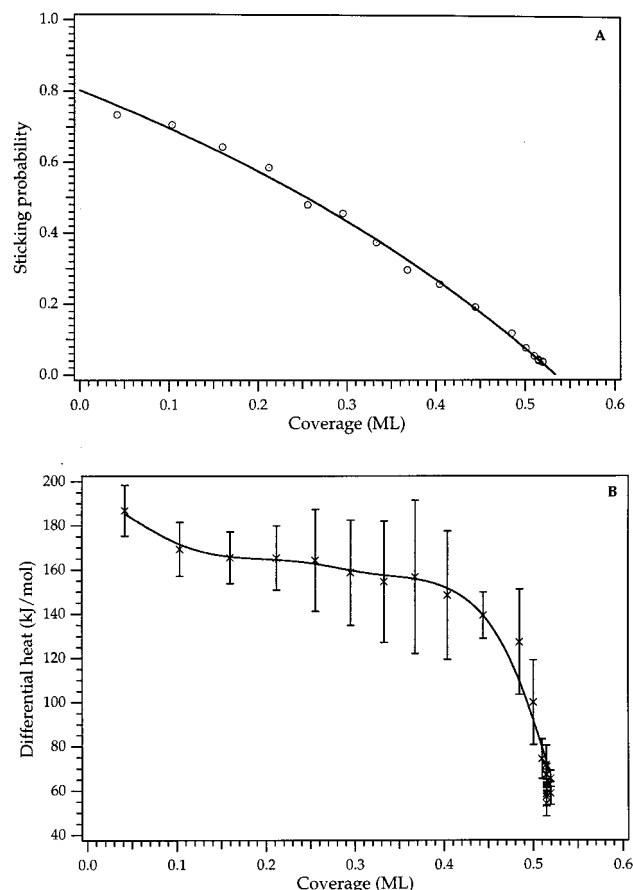 A
1.0
0.8
0.6
0.4
0.2
0.0
Sticking probability
0.0 0.1 0.2 0.3 0.4 0.5 0.6
Coverage (ML)
B
200
180
160
140
120
100
80
60
40
Differential heat (kJ/mol)
0.0 0.1 0.2 0.3 0.4 0.5 0.6
Coverage (ML)